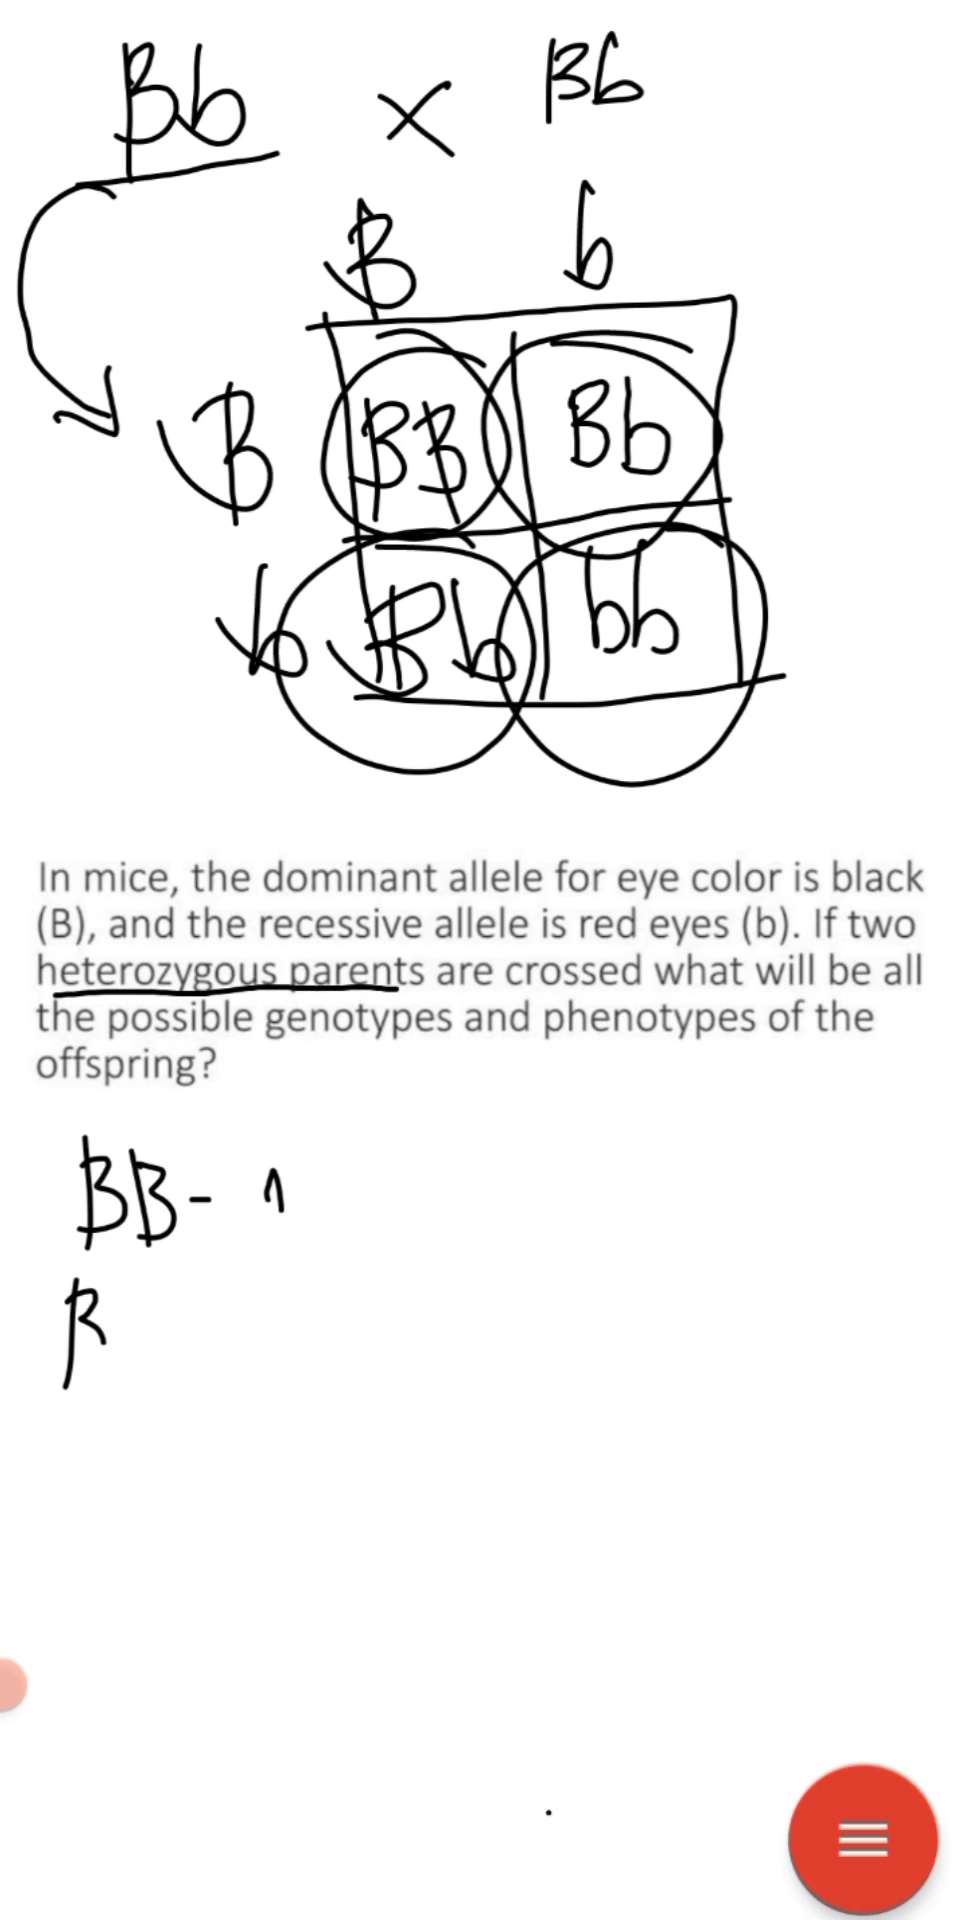 Bb × Bb
B b
B BB Bb
b Bb bb
In mice, the dominant allele for eye color is black
(B), and the recessive allele is red eyes (b). If two
heterozygous parents are crossed what will be all
the possible genotypes and phenotypes of the
offspring?
BB - 1